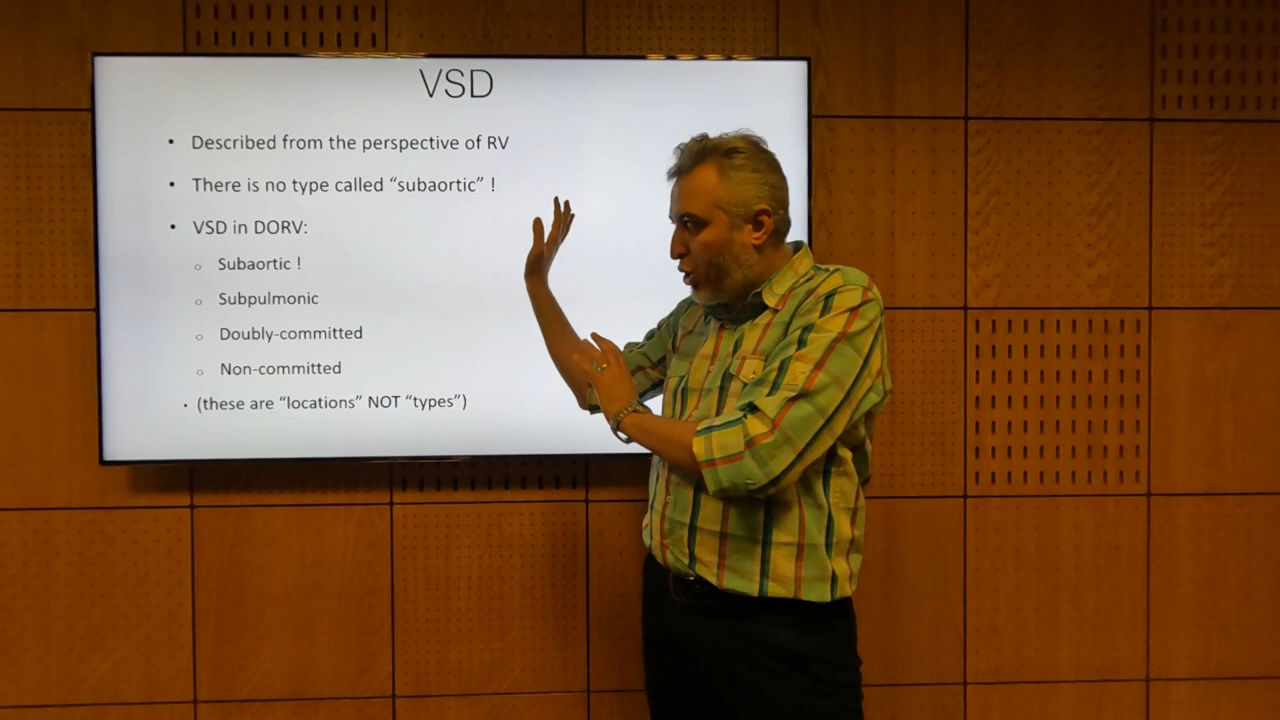 VSD
• Described from the perspective of RV
• There is no type called “subaortic” !
• VSD in DORV:
o Subaortic !
o Subpulmonic
o Doubly-committed
o Non-committed
• (these are “locations” NOT “types”)